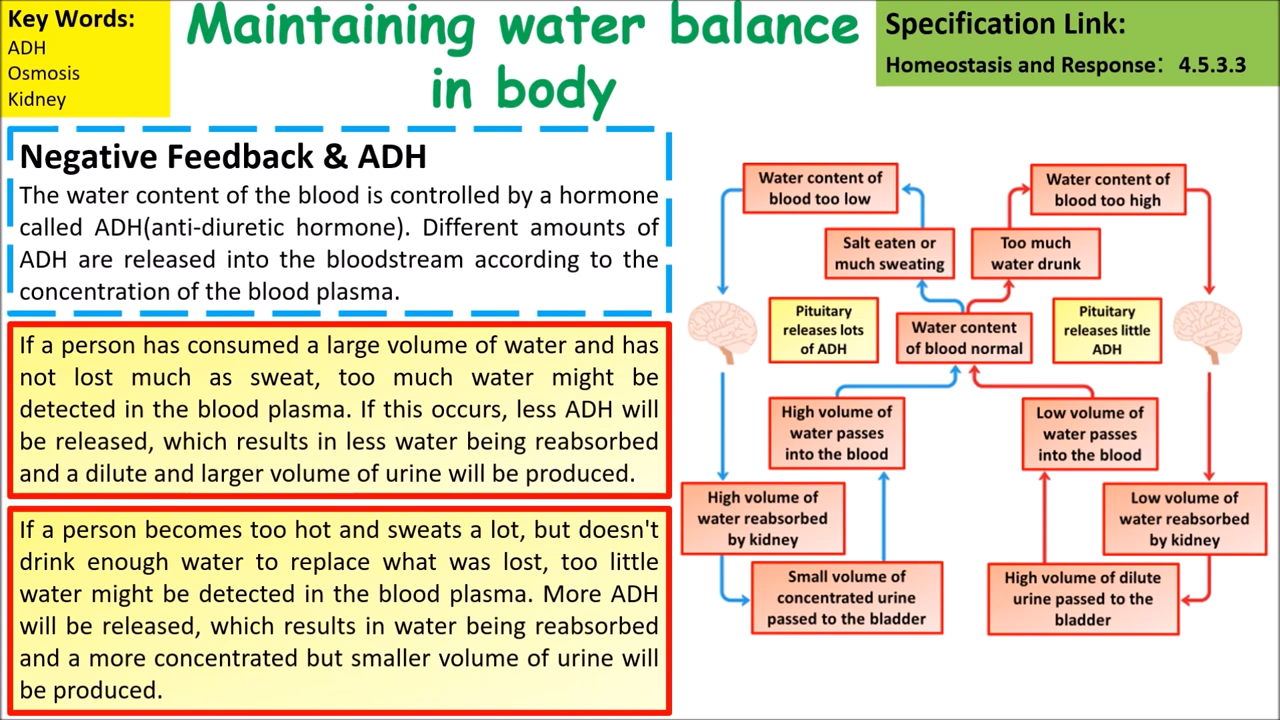 Key Words:
ADH
Osmosis
Kidney
Maintaining water balance
in body
Specification Link:
Homeostasis and Response: 4.5.3.3
Negative Feedback & ADH
The water content of the blood is controlled by a hormone
called ADH(anti-diuretic hormone). Different amounts of
ADH are released into the bloodstream according to the
concentration of the blood plasma.
If a person has consumed a large volume of water and has
not lost much as sweat, too much water might be
detected in the blood plasma. If this occurs, less ADH will
be released, which results in less water being reabsorbed
and a dilute and larger volume of urine will be produced.
If a person becomes too hot and sweats a lot, but doesn't
drink enough water to replace what was lost, too little
water might be detected in the blood plasma. More ADH
will be released, which results in water being reabsorbed
and a more concentrated but smaller volume of urine will
be produced.
Water content of
blood too low
Water content of
blood too high
Salt eaten or
much sweating
Too much
water drunk
Pituitary
releases lots
of ADH
Water content
of blood normal
Pituitary
releases little
ADH
High volume of
water passes
into the blood
Low volume of
water passes
into the blood
High volume of
water reabsorbed
by kidney
Low volume of
water reabsorbed
by kidney
Small volume of
concentrated urine
passed to the bladder
High volume of dilute
urine passed to the
bladder